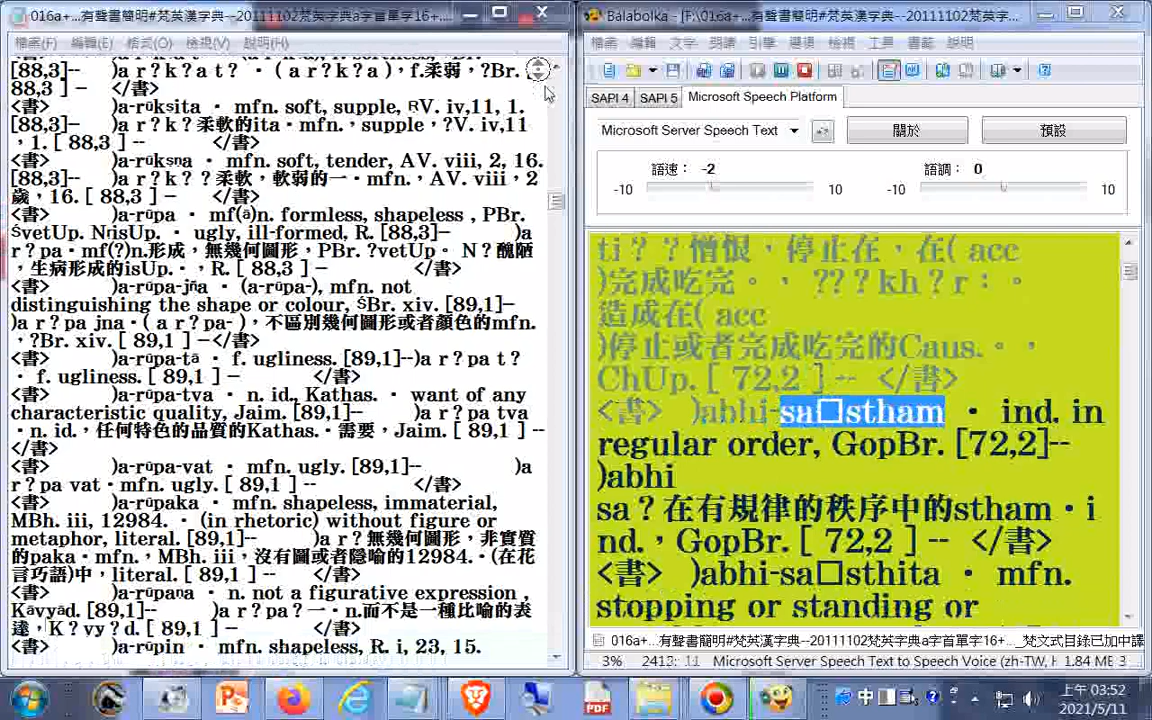 016a+...有聲書簡明#梵英漢字典--20111102梵英字典a字首單字16+...
檔案(F) 編輯(E) 格式(O) 檢視(V) 說明(H)
[88,3]-- )a r?k?a t? • ( a r?k?a )，f.柔弱，?Br. [
88,3 ] -- </書>
<書> )a-rūkṣita • mfn. soft, supple, ṚV. iv,11, 1.
[88,3]-- )a r?k?柔軟的ita • mfn.，supple，?V. iv,11
，1. [ 88,3 ] -- </書>
<書> )a-rūkṣṇa • mfn. soft, tender, AV. viii, 2, 16.
[88,3]-- )a r?k? ?柔軟，軟弱的一 • mfn.，AV. viii，2
歲，16. [ 88,3 ] -- </書>
<書> )a-rūpa • mf(ā)n. formless, shapeless , PBr.
ŚvetUp. NṛisUp. • ugly, ill-formed, R. [88,3]-- )a
r?pa • mf(?)n.形成，無幾何圖形，PBr. ?vetUp。 N?醜陋
，生病形成的isUp. •，R. [ 88,3 ] -- </書>
<書> )a-rūpa-jña • (a-rūpa-), mfn. not
distinguishing the shape or colour, ŚBr. xiv. [89,1]--
)a r?pa jna • ( a r?pa- )，不區別幾何圖形或者顏色的mfn.
，?Br. xiv. [ 89,1 ] -- </書>
<書> )a-rūpa-tā • f. ugliness. [89,1]--)a r?pa t?
• f. ugliness. [ 89,1 ] -- </書>
<書> )a-rūpa-tva • n. id., Kathas. • want of any
characteristic quality, Jaim. [89,1]-- )a r?pa tva
• n. id.，任何特色的品質的Kathas. • 需要，Jaim. [ 89,1 ] --
</書>
<書> )a-rūpa-vat • mfn. ugly. [89,1]-- )a
r?pa vat • mfn. ugly. [ 89,1 ] -- </書>
<書> )a-rūpaka • mfn. shapeless, immaterial,
MBh. iii, 12984. • (in rhetoric) without figure or
metaphor, literal. [89,1]-- )a r?無幾何圖形，非實質
的paka • mfn.，MBh. iii，沒有圖或者隱喻的12984. • (在花
言巧語)中，literal. [ 89,1 ] -- </書>
<書> )a-rūpaṇa • n. not a figurative expression ,
Kāvyâd. [89,1]-- )a r?pa?一 • n.而不是一種比喻的表
達，K?vy?d. [ 89,1 ] -- </書>
<書> )a-rūpin • mfn. shapeless, R. i, 23, 15.
Balabolka - [F:\016a+...有聲書簡明#梵英漢字典--20111102梵英字...
檔案 編輯 文字 朗讀 引擎 選項 檢視 工具 書籤 說明
SAPI 4 SAPI 5 Microsoft Speech Platform
Microsoft Server Speech Text 關於 預設
語速： -2 語調： 0
-10 10 -10 10
ti ? ? 憎恨，停止在，在( acc
)完成吃完。， ??? kh ? r：。
造成在( acc
)停止或者完成吃完的Caus.。，
ChUp. [ 72,2 ] -- </書>
<書> )abhi-sa□stham • ind. in
regular order, GopBr. [72,2]--
)abhi
sa？在有規律的秩序中的stham • i
nd.，GopBr. [ 72,2 ] -- </書>
<書> )abhi-sa□sthita • mfn.
stopping or standing or
016a+...有聲書簡明#梵英漢字典--20111102梵英字典a字首單字16+..._梵文式目錄已加中譯
3% 2413: 11 Microsoft Server Speech Text to Speech Voice (zh-TW, H 1.84 MB 3
中
上午 03:52
2021/5/11